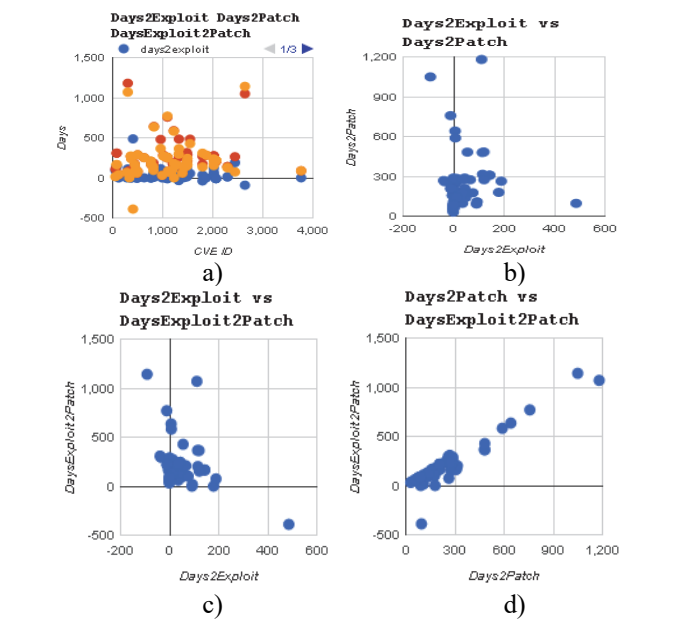 Days2Exploit Days2Patch
DaysExploit2Patch
days2exploit
1/3
1,500
1,000
500
0
-500
Days
0
1,000
2,000
3,000
4,000
CVE ID
a)
Days2Exploit vs
Days2Patch
1,200
900
600
300
0
Days2Patch
-200
0
200
400
600
Days2Exploit
b)
Days2Exploit vs
DaysExploit2Patch
1,500
1,000
500
0
-500
DaysExploit2Patch
-200
0
200
400
600
Days2Exploit
c)
Days2Patch vs
DaysExploit2Patch
1,500
1,000
500
0
-500
DaysExploit2Patch
0
300
600
900
1,200
Days2Patch
d)